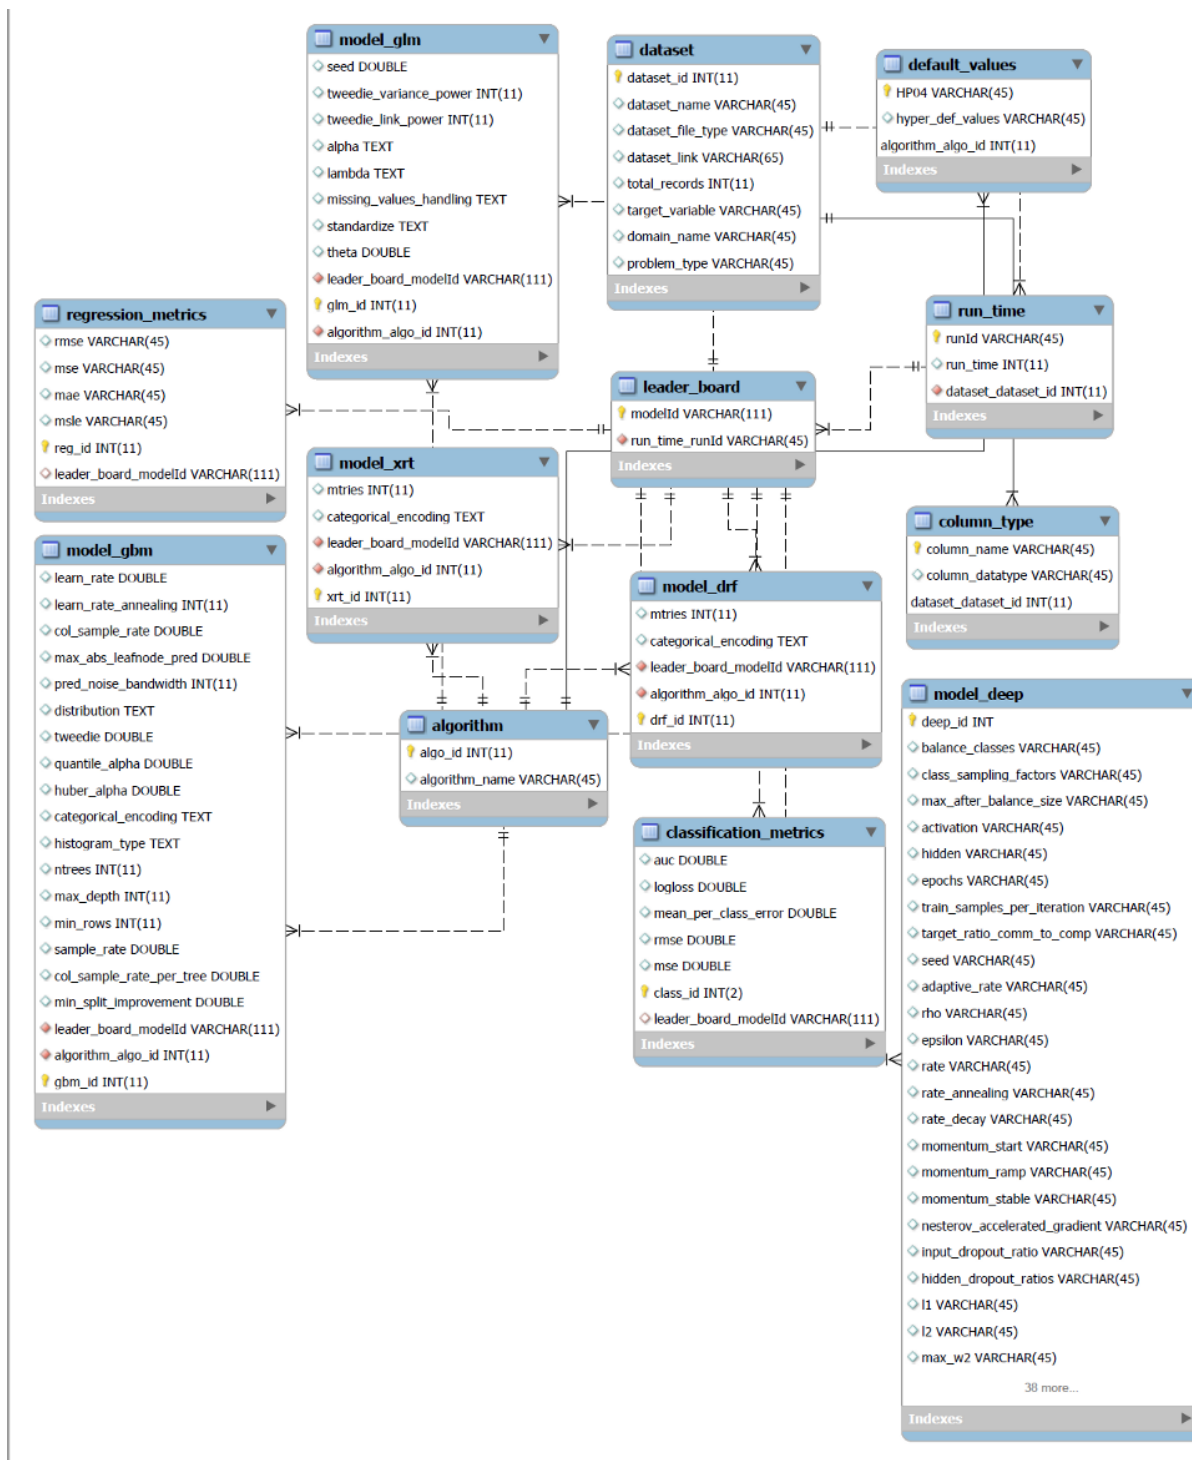 model_glm
seed DOUBLE
tweedie_variance_power INT(11)
tweedie_link_power INT(11)
alpha TEXT
lambda TEXT
missing_values_handling TEXT
standardize TEXT
theta DOUBLE
leader_board_modelId VARCHAR(111)
glm_id INT(11)
algorithm_algo_id INT(11)
Indexes
dataset
dataset_id INT(11)
dataset_name VARCHAR(45)
dataset_file_type VARCHAR(45)
dataset_link VARCHAR(65)
total_records INT(11)
target_variable VARCHAR(45)
domain_name VARCHAR(45)
problem_type VARCHAR(45)
Indexes
default_values
HP04 VARCHAR(45)
hyper_def_values VARCHAR(45)
algorithm_algo_id INT(11)
Indexes
regression_metrics
rmse VARCHAR(45)
mse VARCHAR(45)
mae VARCHAR(45)
msle VARCHAR(45)
reg_id INT(11)
leader_board_modelId VARCHAR(111)
Indexes
run_time
runId VARCHAR(45)
run_time INT(11)
dataset_dataset_id INT(11)
Indexes
leader_board
modelId VARCHAR(111)
run_time_runId VARCHAR(45)
Indexes
model_xrt
mtries INT(11)
categorical_encoding TEXT
leader_board_modelId VARCHAR(111)
algorithm_algo_id INT(11)
xrt_id INT(11)
Indexes
column_type
column_name VARCHAR(45)
column_datatype VARCHAR(45)
dataset_dataset_id INT(11)
Indexes
model_gbm
learn_rate DOUBLE
learn_rate_annealing INT(11)
col_sample_rate DOUBLE
max_abs_leafnode_pred DOUBLE
pred_noise_bandwidth INT(11)
distribution TEXT
tweedie DOUBLE
quantile_alpha DOUBLE
huber_alpha DOUBLE
categorical_encoding TEXT
histogram_type TEXT
ntrees INT(11)
max_depth INT(11)
min_rows INT(11)
sample_rate DOUBLE
col_sample_rate_per_tree DOUBLE
min_split_improvement DOUBLE
leader_board_modelId VARCHAR(111)
algorithm_algo_id INT(11)
gbm_id INT(11)
Indexes
model_drf
mtries INT(11)
categorical_encoding TEXT
leader_board_modelId VARCHAR(111)
algorithm_algo_id INT(11)
drf_id INT(11)
Indexes
algorithm
algo_id INT(11)
algorithm_name VARCHAR(45)
Indexes
classification_metrics
auc DOUBLE
logloss DOUBLE
mean_per_class_error DOUBLE
rmse DOUBLE
mse DOUBLE
class_id INT(2)
leader_board_modelId VARCHAR(111)
Indexes
model_deep
deep_id INT
balance_classes VARCHAR(45)
class_sampling_factors VARCHAR(45)
max_after_balance_size VARCHAR(45)
activation VARCHAR(45)
hidden VARCHAR(45)
epochs VARCHAR(45)
train_samples_per_iteration VARCHAR(45)
target_ratio_comm_to_comp VARCHAR(45)
seed VARCHAR(45)
adaptive_rate VARCHAR(45)
rho VARCHAR(45)
epsilon VARCHAR(45)
rate VARCHAR(45)
rate_annealing VARCHAR(45)
rate_decay VARCHAR(45)
momentum_start VARCHAR(45)
momentum_ramp VARCHAR(45)
momentum_stable VARCHAR(45)
nesterov_accelerated_gradient VARCHAR(45)
input_dropout_ratio VARCHAR(45)
hidden_dropout_ratios VARCHAR(45)
l1 VARCHAR(45)
l2 VARCHAR(45)
max_w2 VARCHAR(45)
38 more...
Indexes